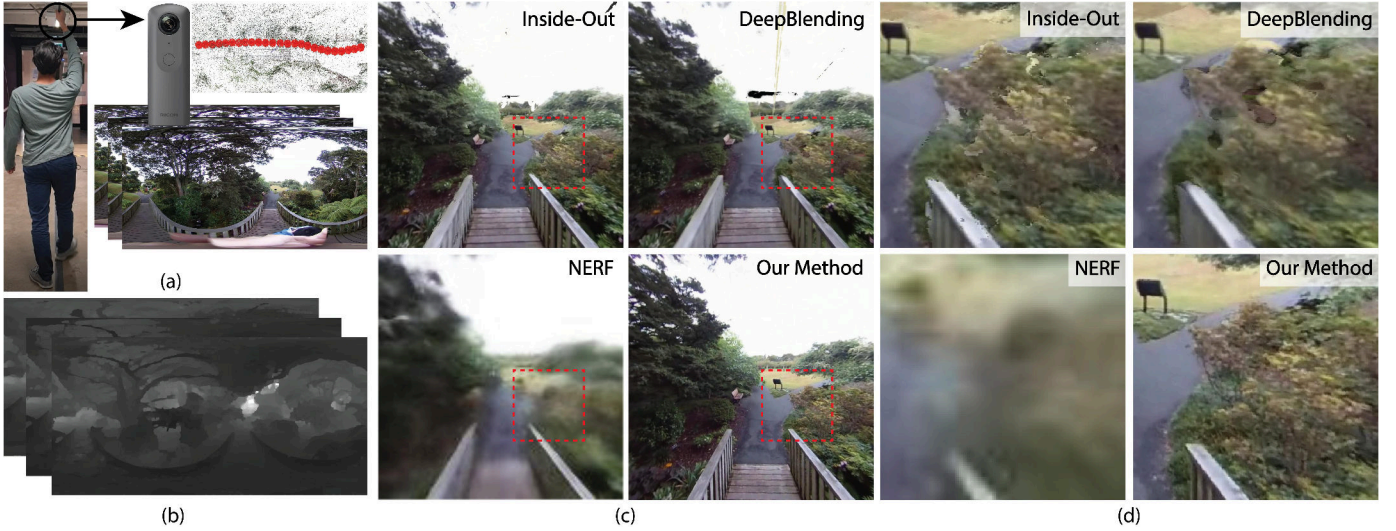 Inside-Out
DeepBlending
Inside-Out
DeepBlending
(a)
NERF
Our Method
NERF
Our Method
(b)
(c)
(d)